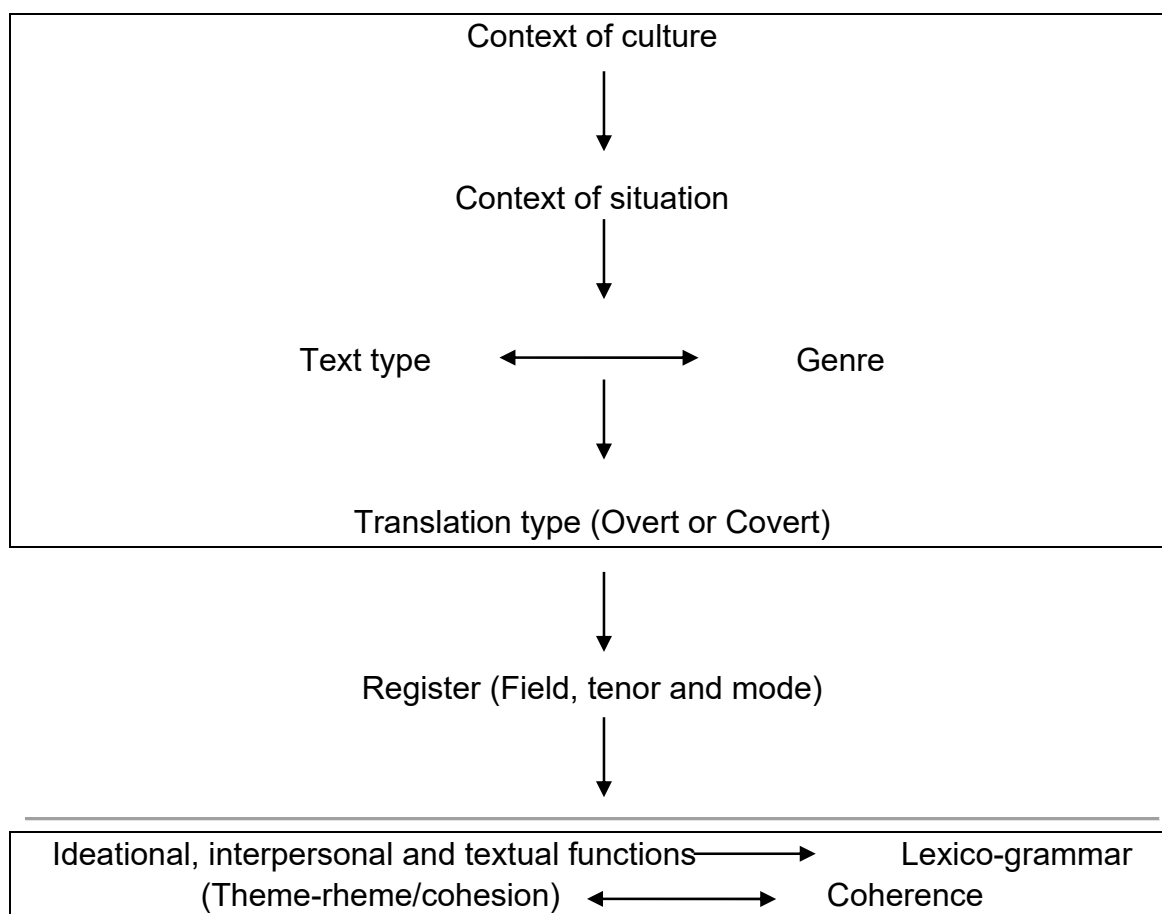 Context of culture
Context of situation
Text type Genre
Translation type (Overt or Covert)
Register (Field, tenor and mode)
Ideational, interpersonal and textual functions Lexico-grammar
(Theme-rheme/cohesion) Coherence